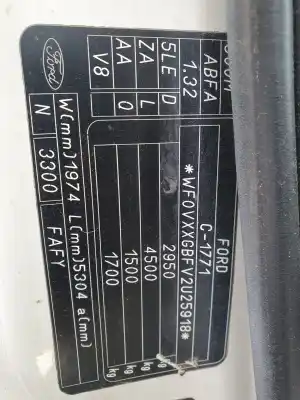 FORD
C-1771
ABFA
*WF0VXXGBFV2U25918*
1.32
5LE D
2950 kg
ZA L
4500 kg
AA 0
1500 kg
V8
1700 kg
Ford
W(mm)1974 L(mm)5304 a(mm)
N 3300 FAFY